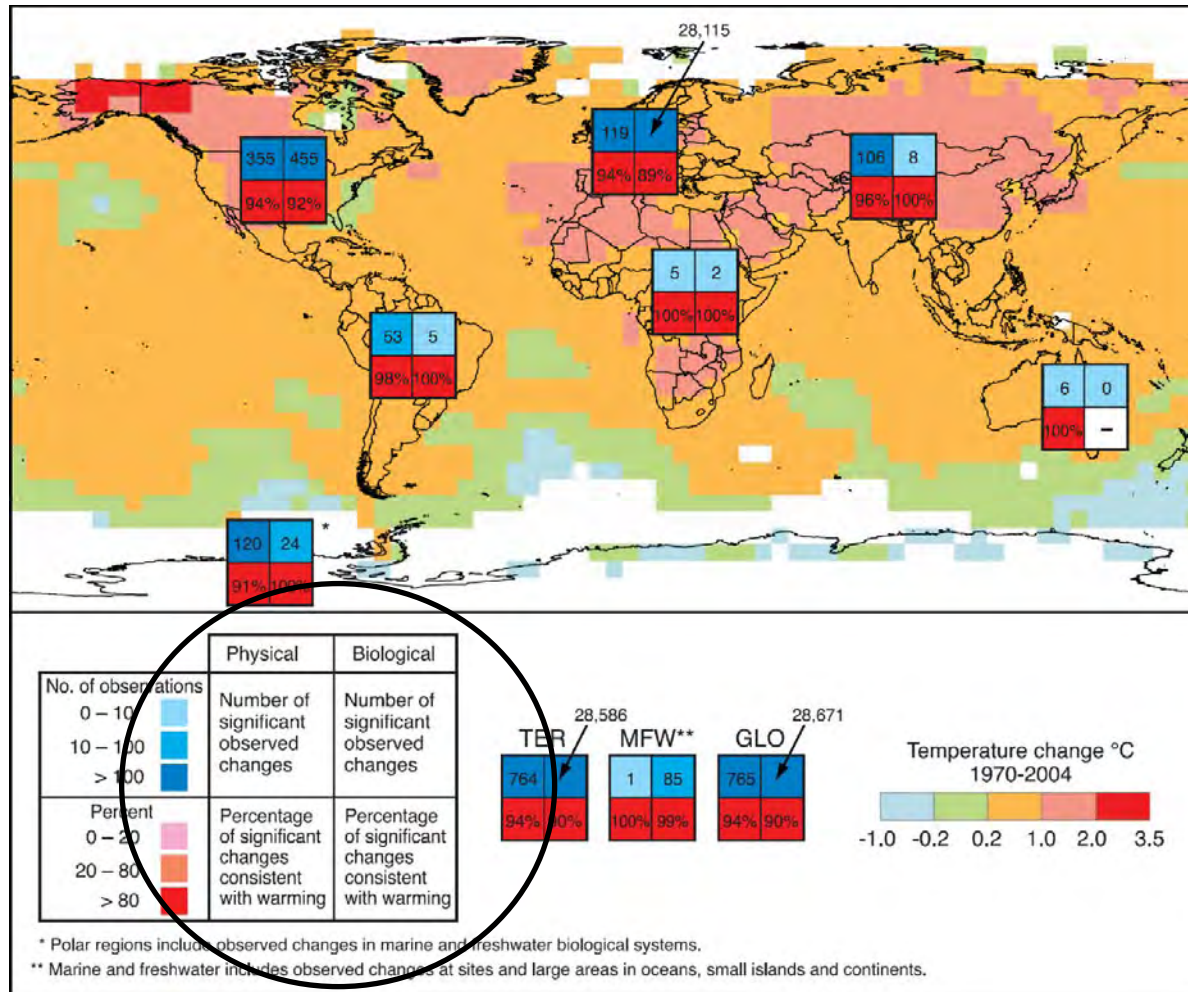 28,115
119
94% 89%
355 455
94% 92%
106 8
96% 100%
5 2
100% 100%
53 5
98% 100%
6 0
100% –
120 24 *
91% 100%
Physical Biological
No. of observations
0 – 10
10 – 100
> 100
Number of
significant
observed
changes
Number of
significant
observed
changes
Percent
0 – 20
20 – 80
> 80
Percentage
of significant
changes
consistent
with warming
Percentage
of significant
changes
consistent
with warming
28,586
28,671
TER MFW** GLO
764
94% 90%
1 85
100% 99%
765
94% 90%
Temperature change °C
1970-2004
-1.0 -0.2 0.2 1.0 2.0 3.5
* Polar regions include observed changes in marine and freshwater biological systems.
** Marine and freshwater includes observed changes at sites and large areas in oceans, small islands and continents.